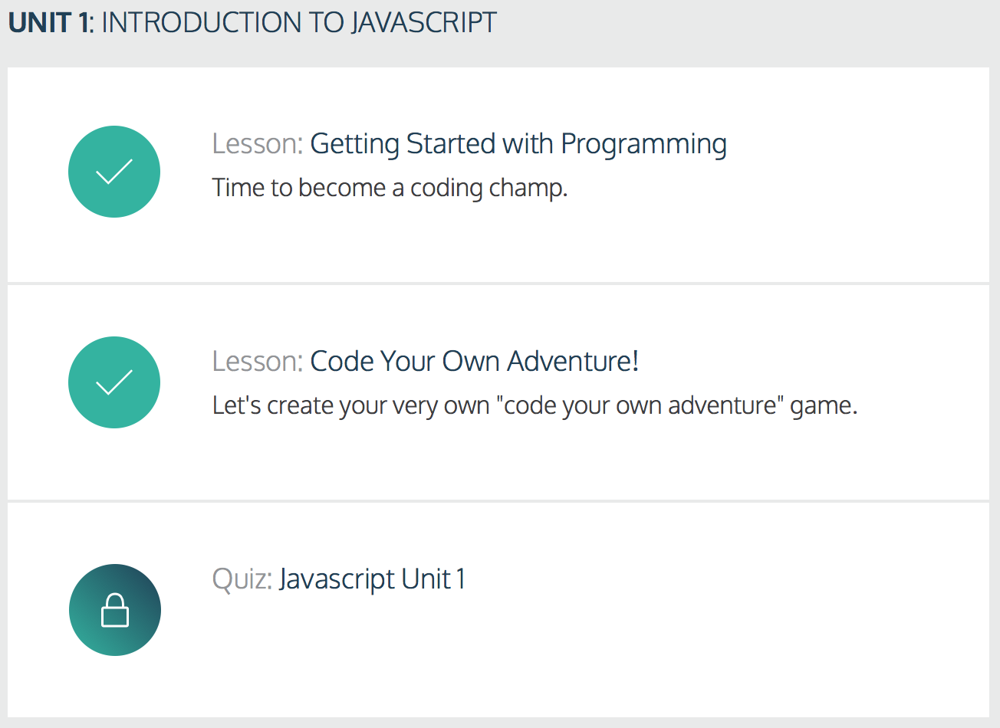 UNIT 1: INTRODUCTION TO JAVASCRIPT
Lesson: Getting Started with Programming
Time to become a coding champ.
Lesson: Code Your Own Adventure!
Let's create your very own "code your own adventure" game.
Quiz: Javascript Unit 1